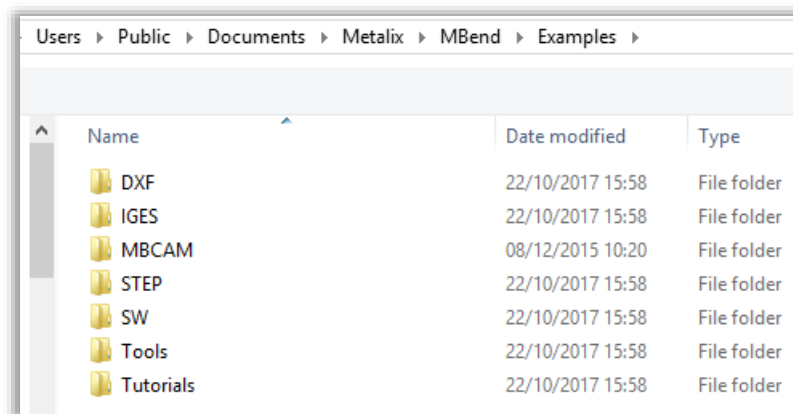 Users Public Documents Metalix MBend Examples
Name Date modified Type
DXF 22/10/2017 15:58 File folder
IGES 22/10/2017 15:58 File folder
MBCAM 08/12/2015 10:20 File folder
STEP 22/10/2017 15:58 File folder
SW 22/10/2017 15:58 File folder
Tools 22/10/2017 15:58 File folder
Tutorials 22/10/2017 15:58 File folder